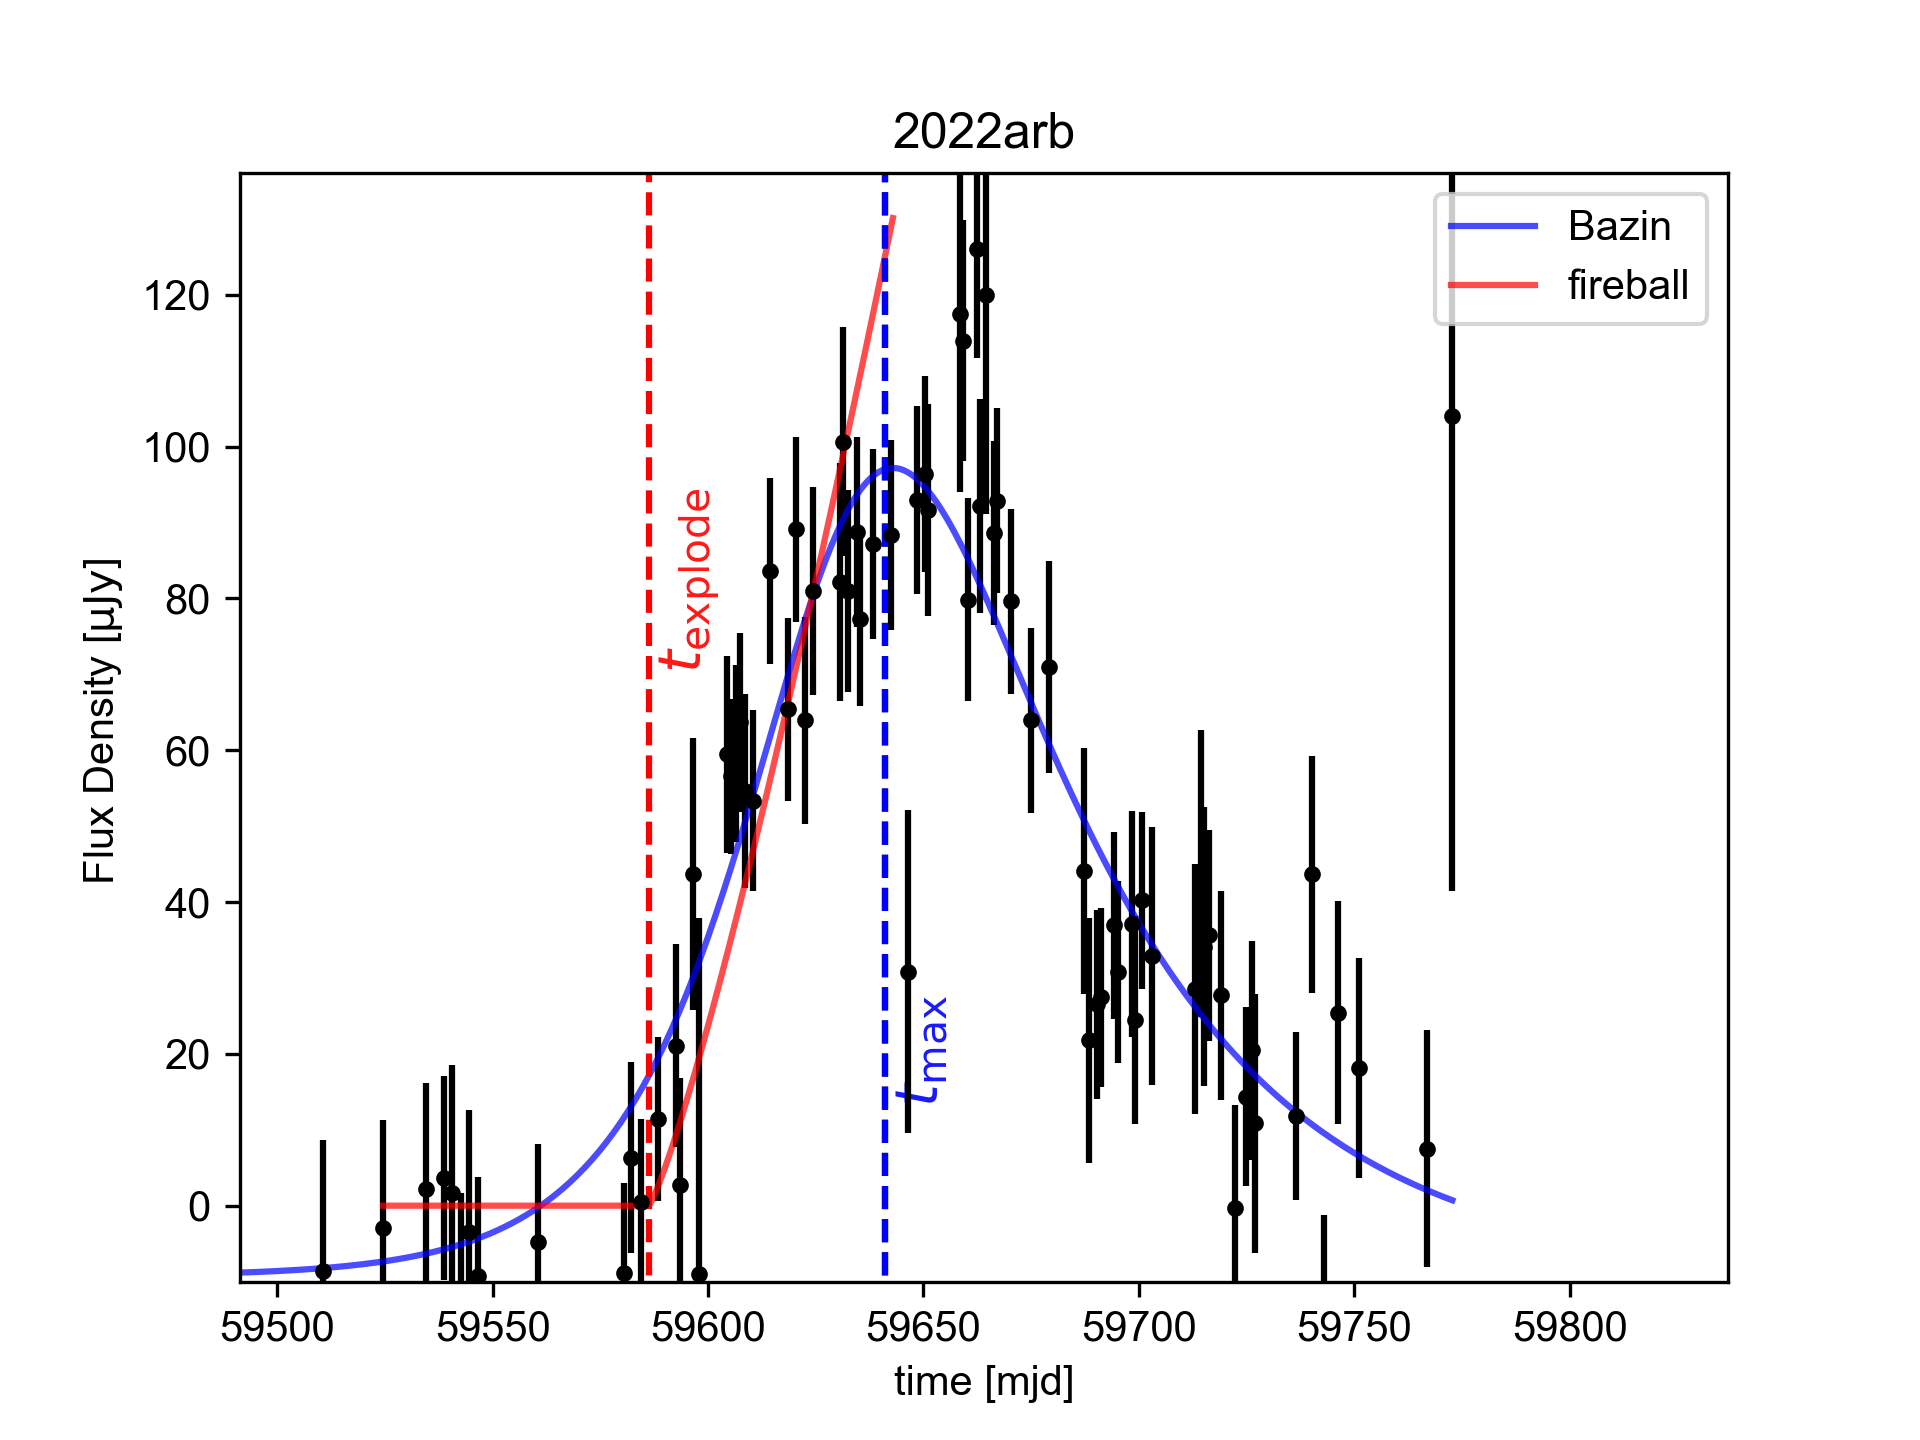 2022arb
Bazin
fireball
120
100
80
60
40
20
0
Flux Density [µJy]
t_explode
t_max
59500 59550 59600 59650 59700 59750 59800
time [mjd]